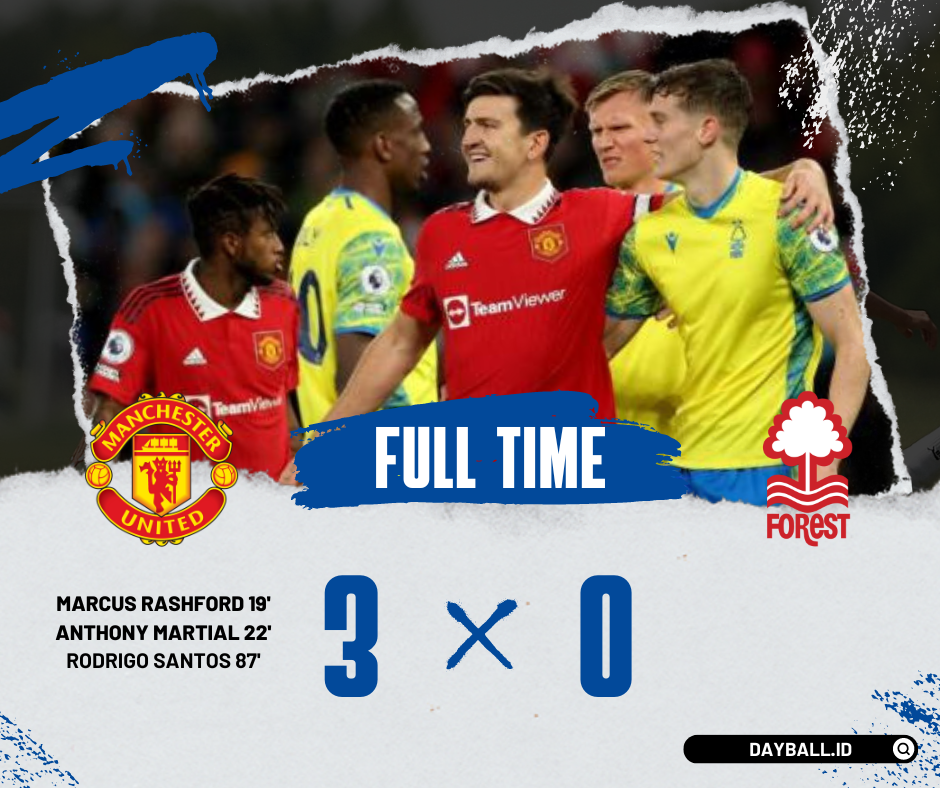 TeamViewer
TeamViewer
MANCHESTER
UNITED
FULL TIME
FOREST
MARCUS RASHFORD 19'
ANTHONY MARTIAL 22'
RODRIGO SANTOS 87'
3 X 0
DAYBALL.ID